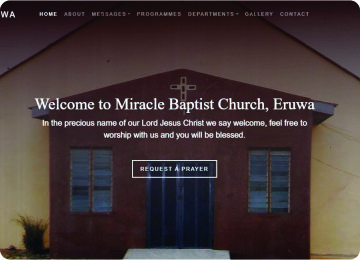 WA HOME ABOUT MESSAGES PROGRAMMES DEPARTMENTS GALLERY CONTACT
Welcome to Miracle Baptist Church, Eruwa
In the precious name of our Lord Jesus Christ we say welcome, feel free to
worship with us and you will be blessed.
REQUEST A PRAYER